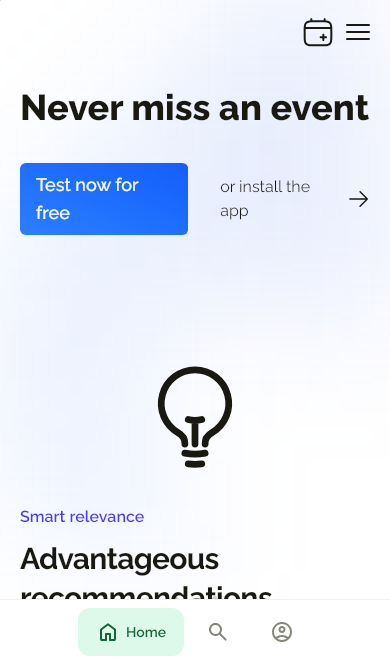 Never miss an event
Test now for
free
or install the
app
Smart relevance
Advantageous
recommendations
Home